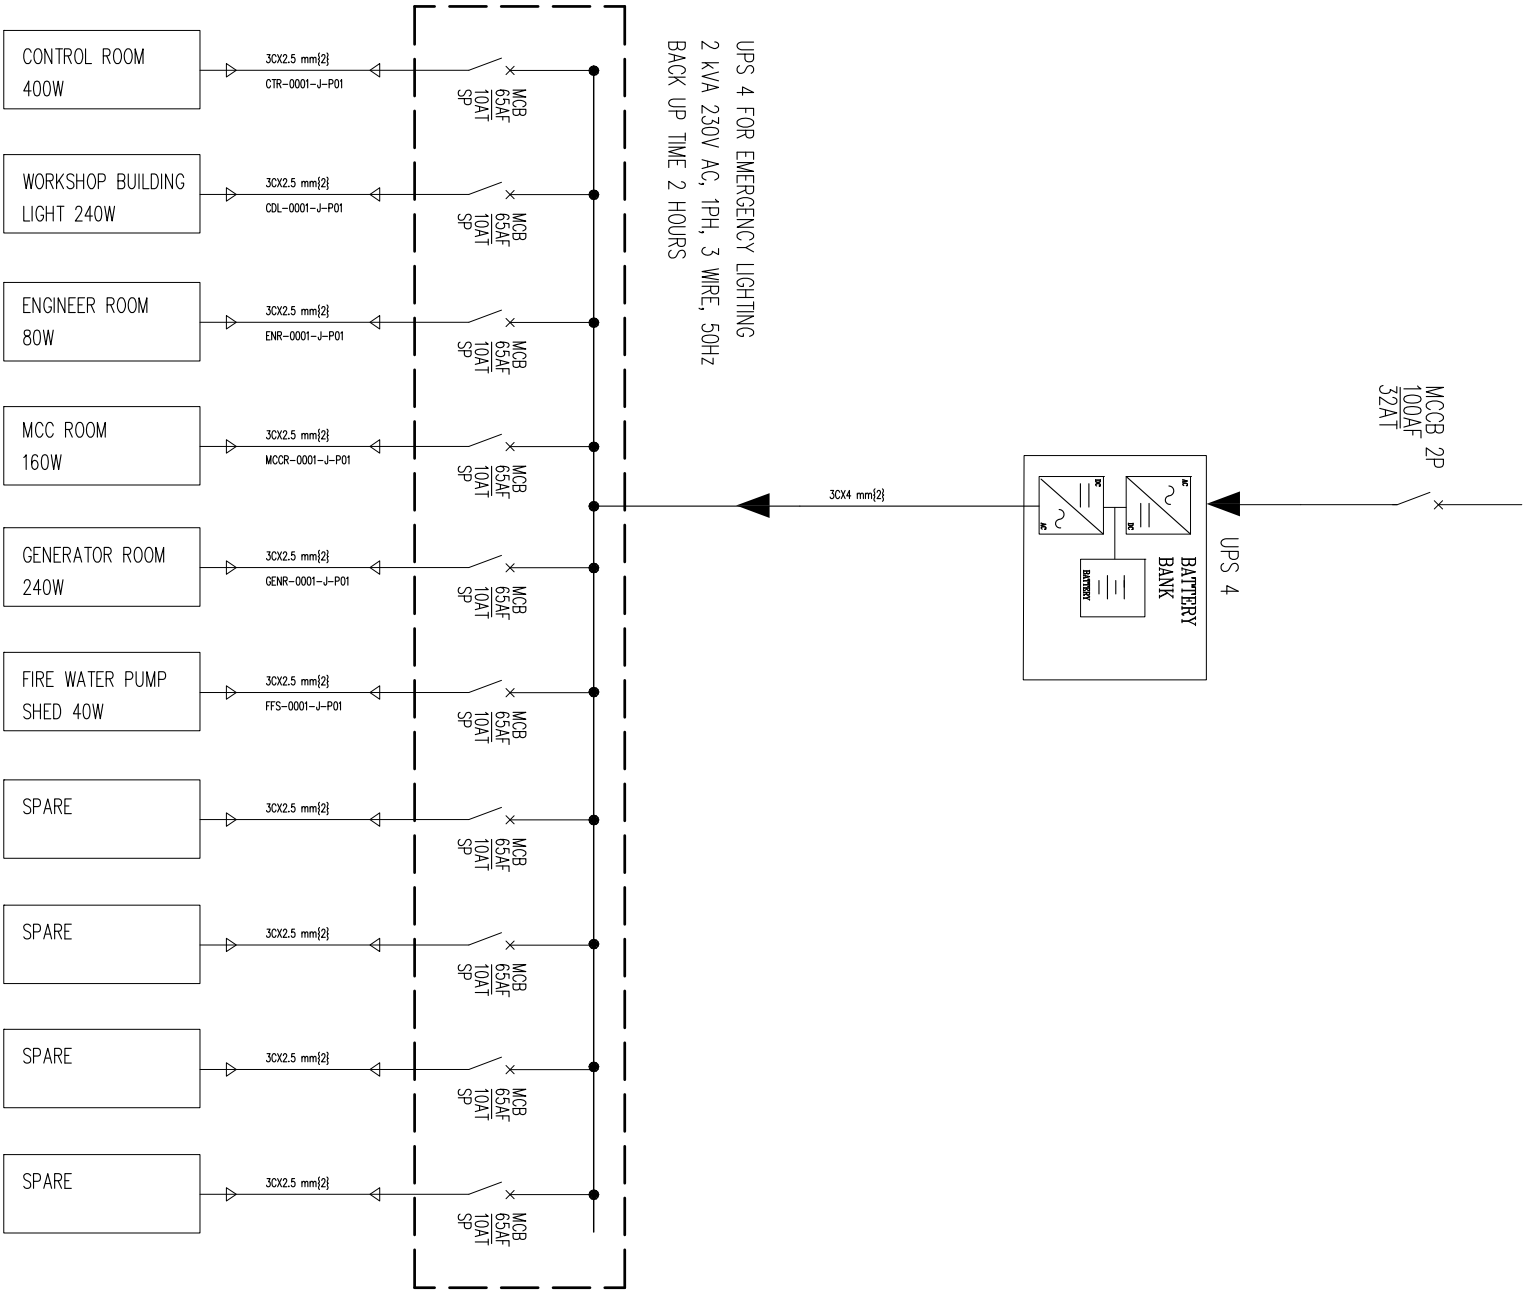 CONTROL ROOM
400W
3CX2.5 mm{2}
CTR-0001-J-P01
MCB
65AF
10AT
SP
WORKSHOP BUILDING
LIGHT 240W
3CX2.5 mm{2}
CDL-0001-J-P01
MCB
65AF
10AT
SP
ENGINEER ROOM
80W
3CX2.5 mm{2}
ENR-0001-J-P01
MCB
65AF
10AT
SP
MCC ROOM
160W
3CX2.5 mm{2}
MCCR-0001-J-P01
MCB
65AF
10AT
SP
GENERATOR ROOM
240W
3CX2.5 mm{2}
GENR-0001-J-P01
MCB
65AF
10AT
SP
FIRE WATER PUMP
SHED 40W
3CX2.5 mm{2}
FFS-0001-J-P01
MCB
65AF
10AT
SP
SPARE
3CX2.5 mm{2}
MCB
65AF
10AT
SP
SPARE
3CX2.5 mm{2}
MCB
65AF
10AT
SP
SPARE
3CX2.5 mm{2}
MCB
65AF
10AT
SP
SPARE
3CX2.5 mm{2}
MCB
65AF
10AT
SP
UPS 4 FOR EMERGENCY LIGHTING
2 kVA 230V AC, 1PH, 3 WIRE, 50Hz
BACK UP TIME 2 HOURS
3CX4 mm{2}
DC
AC
AC
DC
BATTERY
BATTERY
BANK
UPS 4
MCCB 2P
100AF
32AT